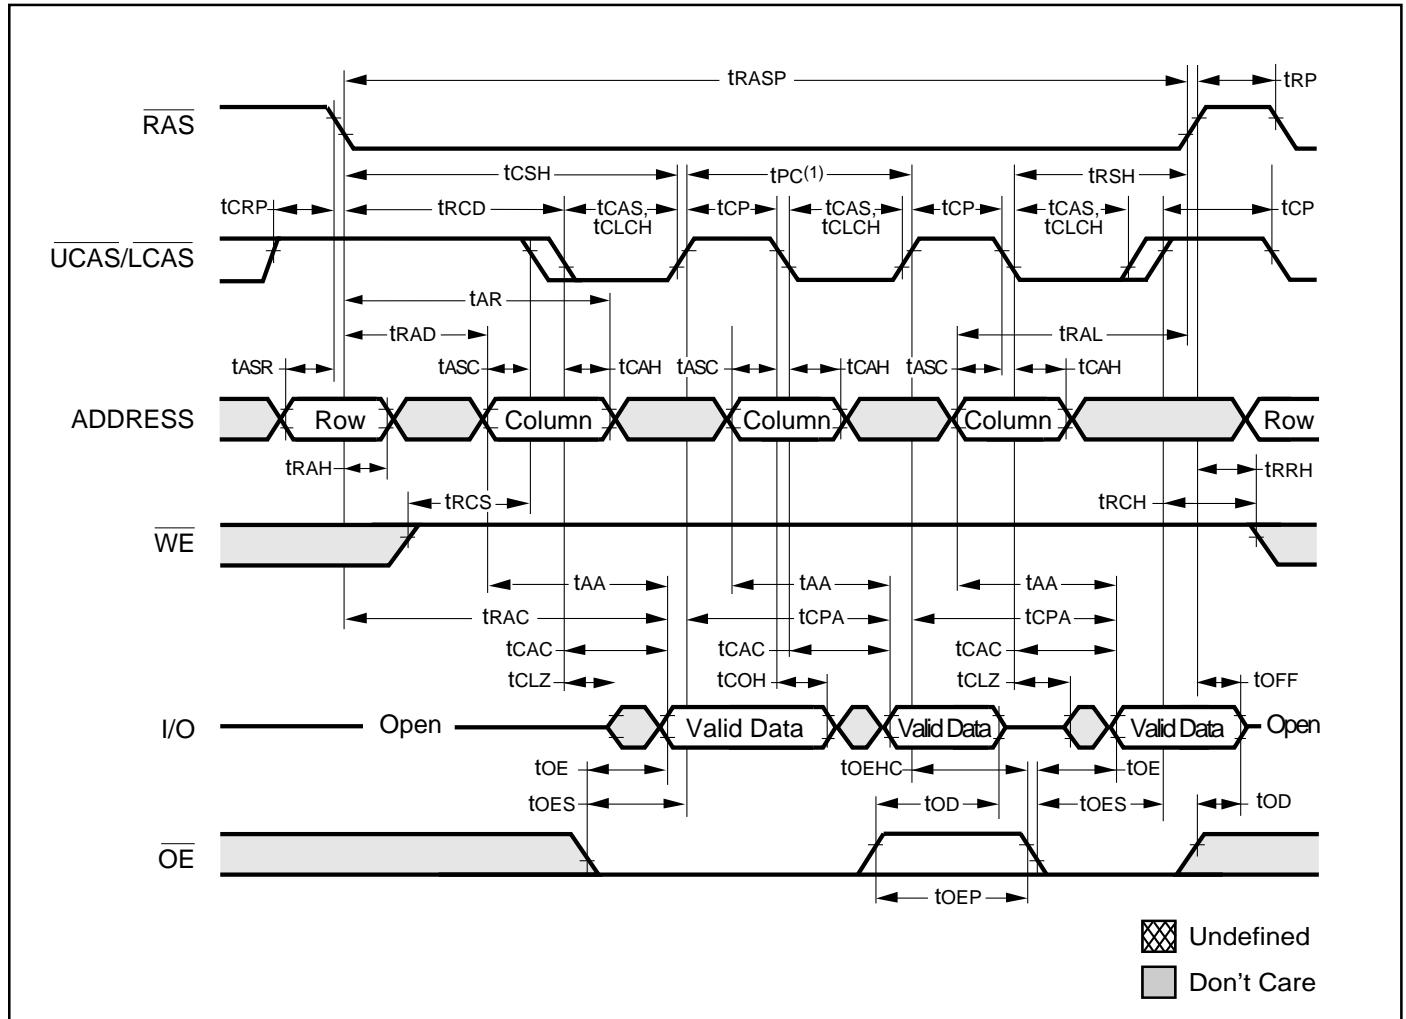 tRASP tRP
RAS
tCSH tPC(1) tRSH
tCRP tRCD tCAS, tCP tCAS, tCP tCAS, tCP
tCLCH tCLCH tCLCH
UCAS/LCAS
tAR
tRAD tRAL
tASR tASC tCAH tASC tCAH tASC tCAH
ADDRESS Row Column Column Column Row
tRAH tRRH
tRCS tRCH
WE
tAA tAA tAA
tRAC tCPA tCPA
tCAC tCAC tCAC
tCLZ tCOH tCLZ tOFF
I/O Open Valid Data Valid Data Valid Data Open
tOE tOEHC tOE
tOES tOD tOES tOD
OE
tOEP
Undefined
Don't Care